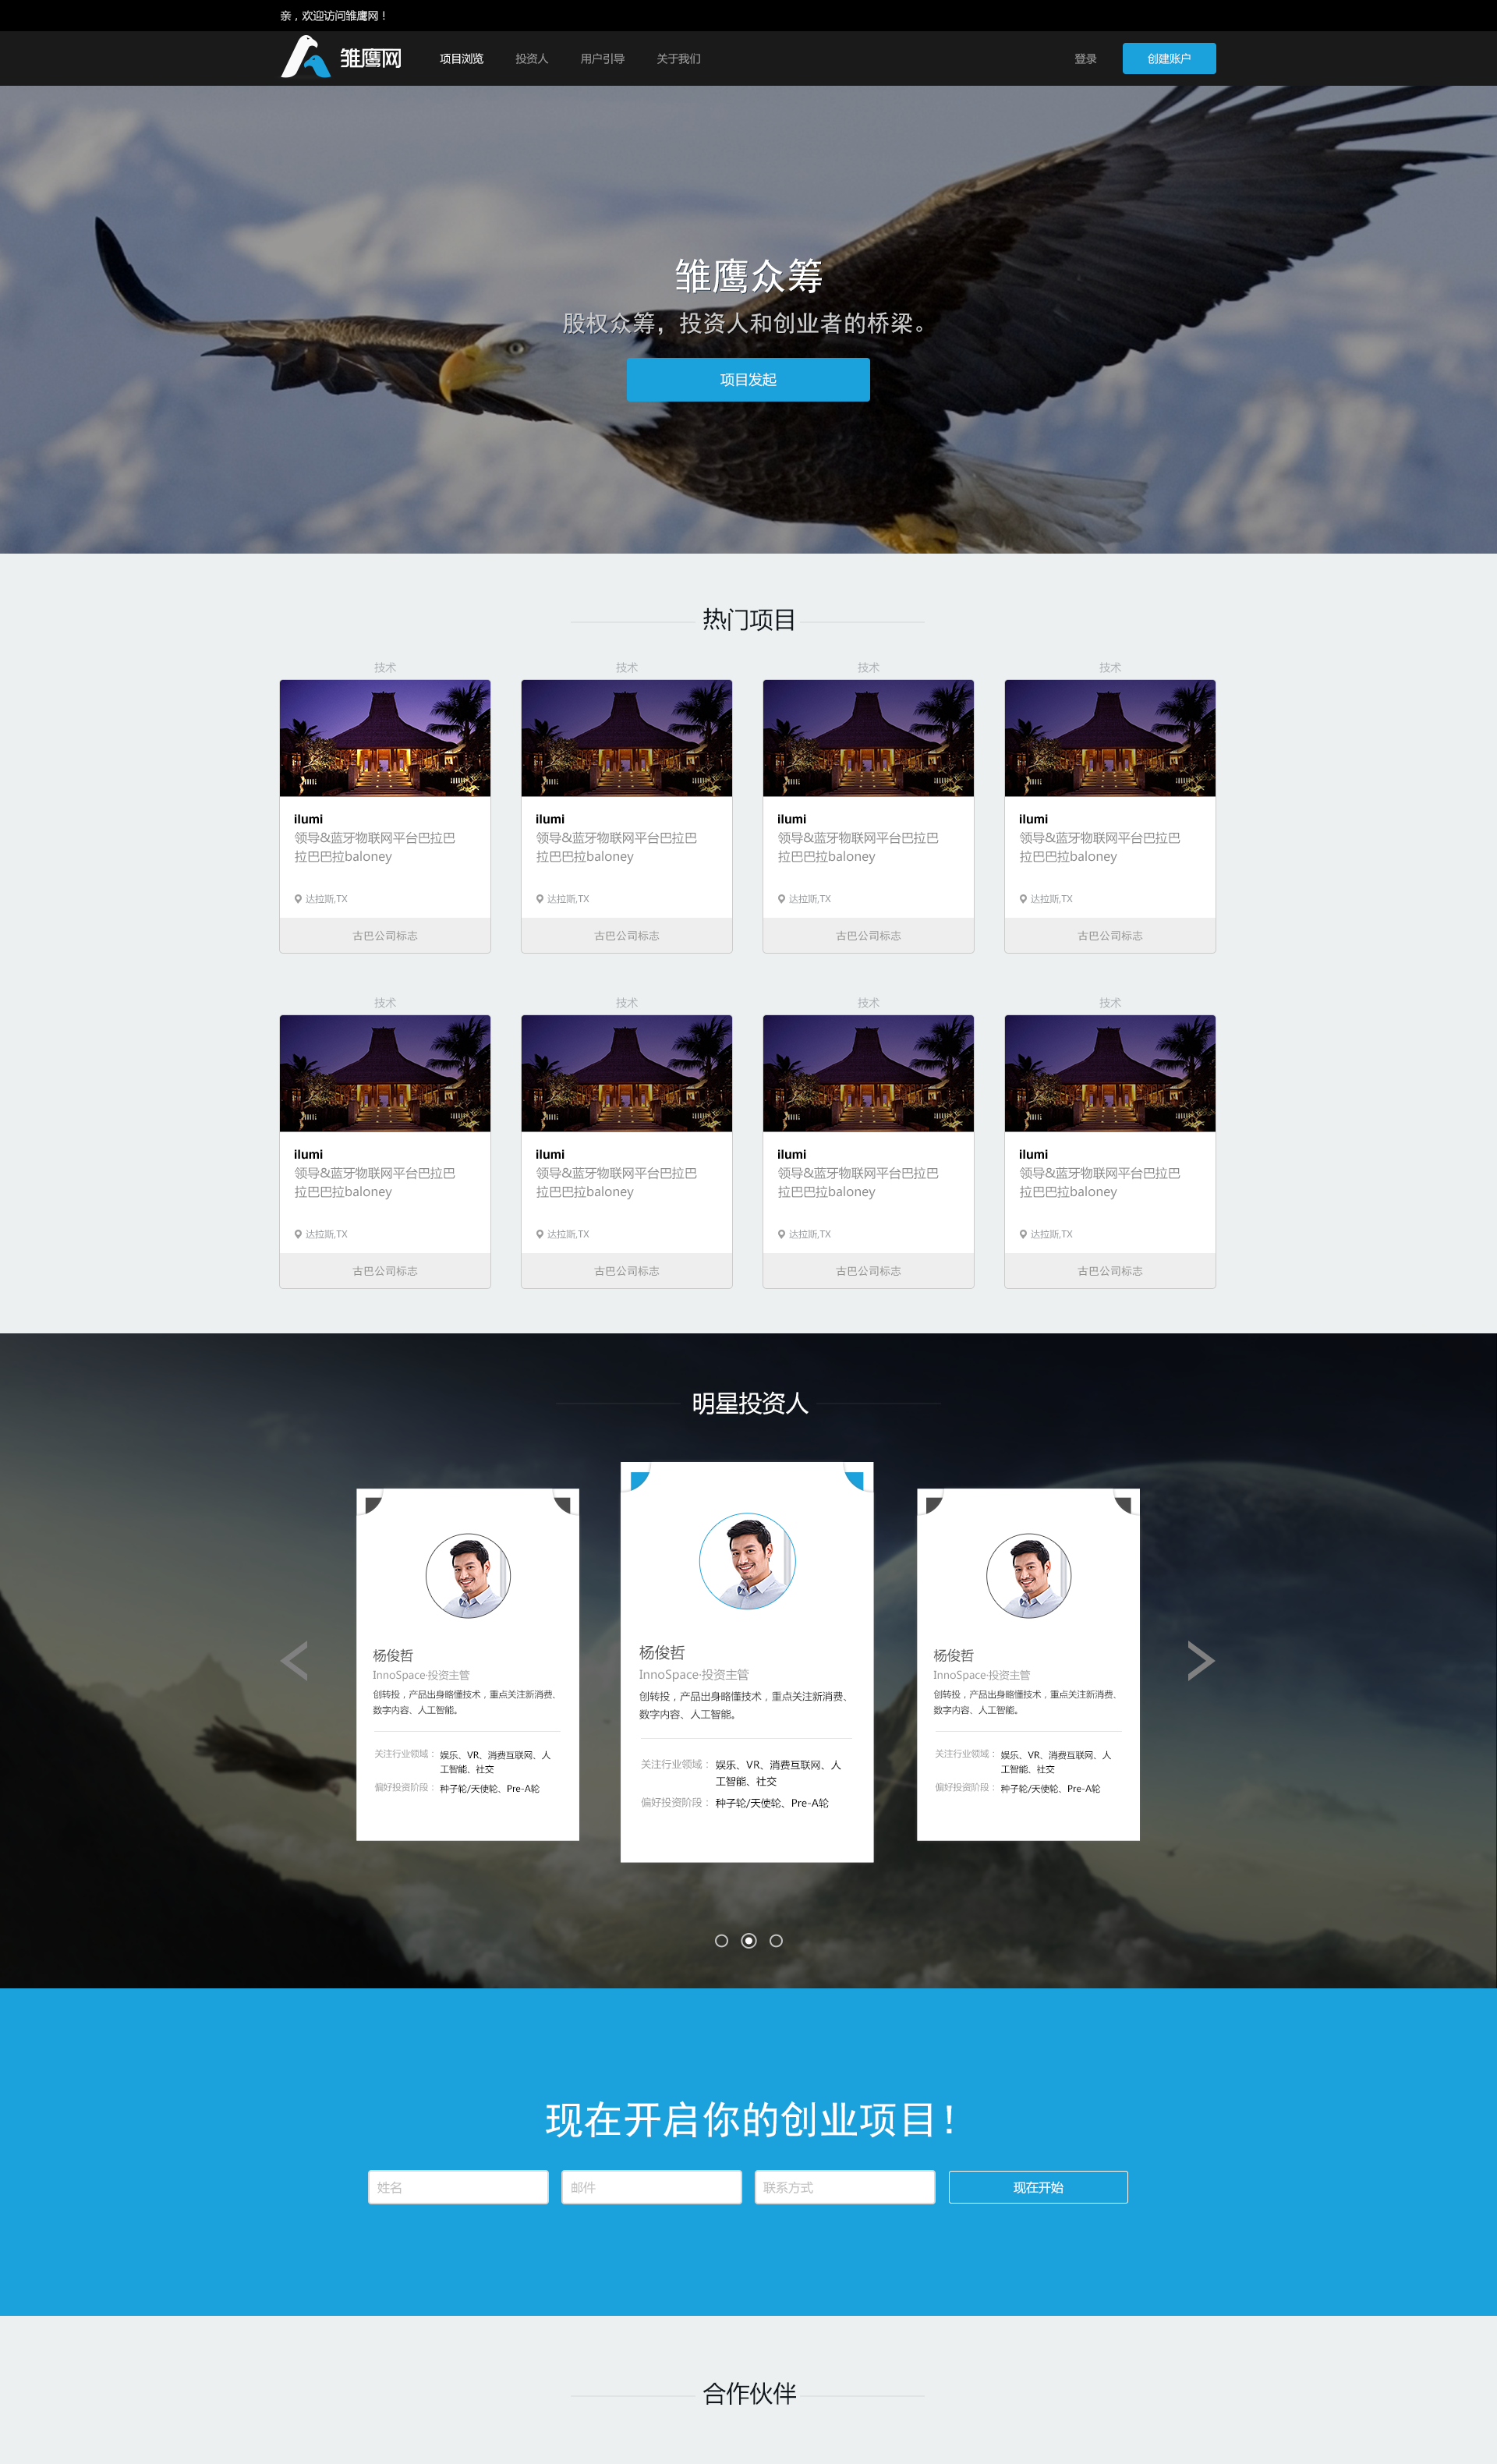 亲，欢迎访问雏鹰网！
雏鹰网
项目浏览 投资人 用户引导 关于我们 登录 创建账户
雏鹰众筹
股权众筹，投资人和创业者的桥梁。
项目发起
热门项目
技术 技术 技术 技术
ilumi ilumi ilumi ilumi
领导&蓝牙物联网平台巴拉巴 领导&蓝牙物联网平台巴拉巴 领导&蓝牙物联网平台巴拉巴 领导&蓝牙物联网平台巴拉巴
拉巴巴拉baloney 拉巴巴拉baloney 拉巴巴拉baloney 拉巴巴拉baloney
达拉斯,TX 达拉斯,TX 达拉斯,TX 达拉斯,TX
古巴公司标志 古巴公司标志 古巴公司标志 古巴公司标志
技术 技术 技术 技术
ilumi ilumi ilumi ilumi
领导&蓝牙物联网平台巴拉巴 领导&蓝牙物联网平台巴拉巴 领导&蓝牙物联网平台巴拉巴 领导&蓝牙物联网平台巴拉巴
拉巴巴拉baloney 拉巴巴拉baloney 拉巴巴拉baloney 拉巴巴拉baloney
达拉斯,TX 达拉斯,TX 达拉斯,TX 达拉斯,TX
古巴公司标志 古巴公司标志 古巴公司标志 古巴公司标志
明星投资人
杨俊哲
InnoSpace·投资主管
创转投，产品出身略懂技术，重点关注新消费、
数字内容、人工智能。
关注行业领域： 娱乐、VR、消费互联网、人
工智能、社交
偏好投资阶段： 种子轮/天使轮、Pre-A轮
杨俊哲
InnoSpace·投资主管
创转投，产品出身略懂技术，重点关注新消费、
数字内容、人工智能。
关注行业领域： 娱乐、VR、消费互联网、人
工智能、社交
偏好投资阶段： 种子轮/天使轮、Pre-A轮
杨俊哲
InnoSpace·投资主管
创转投，产品出身略懂技术，重点关注新消费、
数字内容、人工智能。
关注行业领域： 娱乐、VR、消费互联网、人
工智能、社交
偏好投资阶段： 种子轮/天使轮、Pre-A轮
现在开启你的创业项目！
姓名 邮件 联系方式 现在开始
合作伙伴